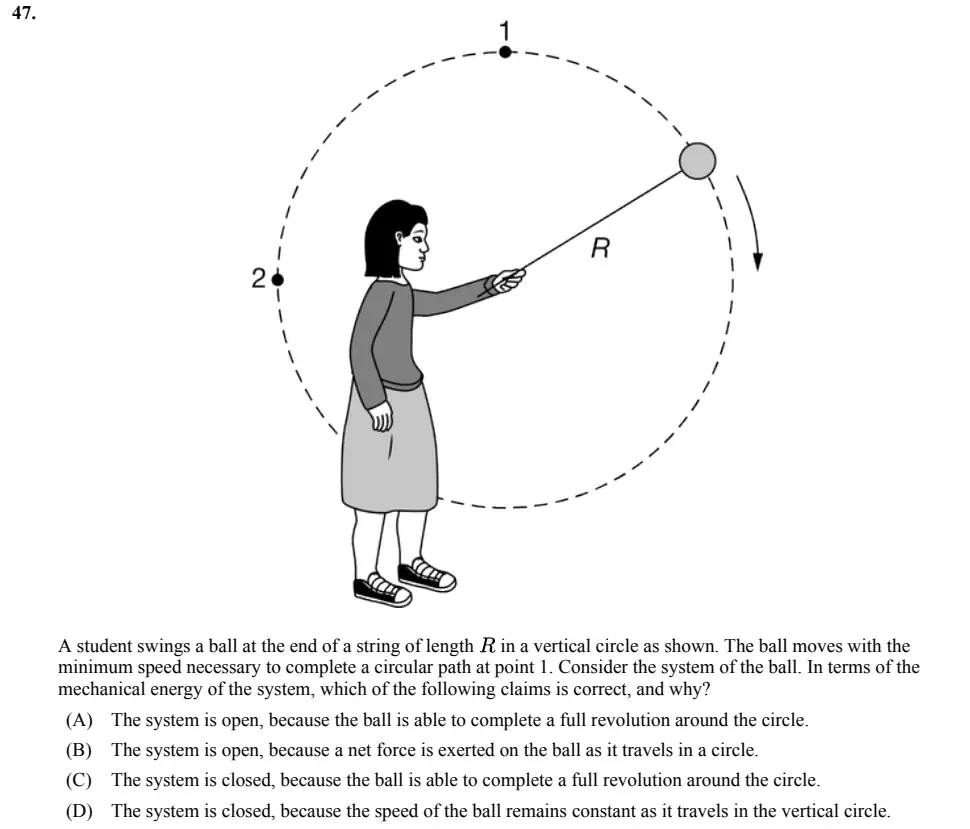 47.
1
R
2
A student swings a ball at the end of a string of length R in a vertical circle as shown. The ball moves with the
minimum speed necessary to complete a circular path at point 1. Consider the system of the ball. In terms of the
mechanical energy of the system, which of the following claims is correct, and why?
(A) The system is open, because the ball is able to complete a full revolution around the circle.
(B) The system is open, because a net force is exerted on the ball as it travels in a circle.
(C) The system is closed, because the ball is able to complete a full revolution around the circle.
(D) The system is closed, because the speed of the ball remains constant as it travels in the vertical circle.